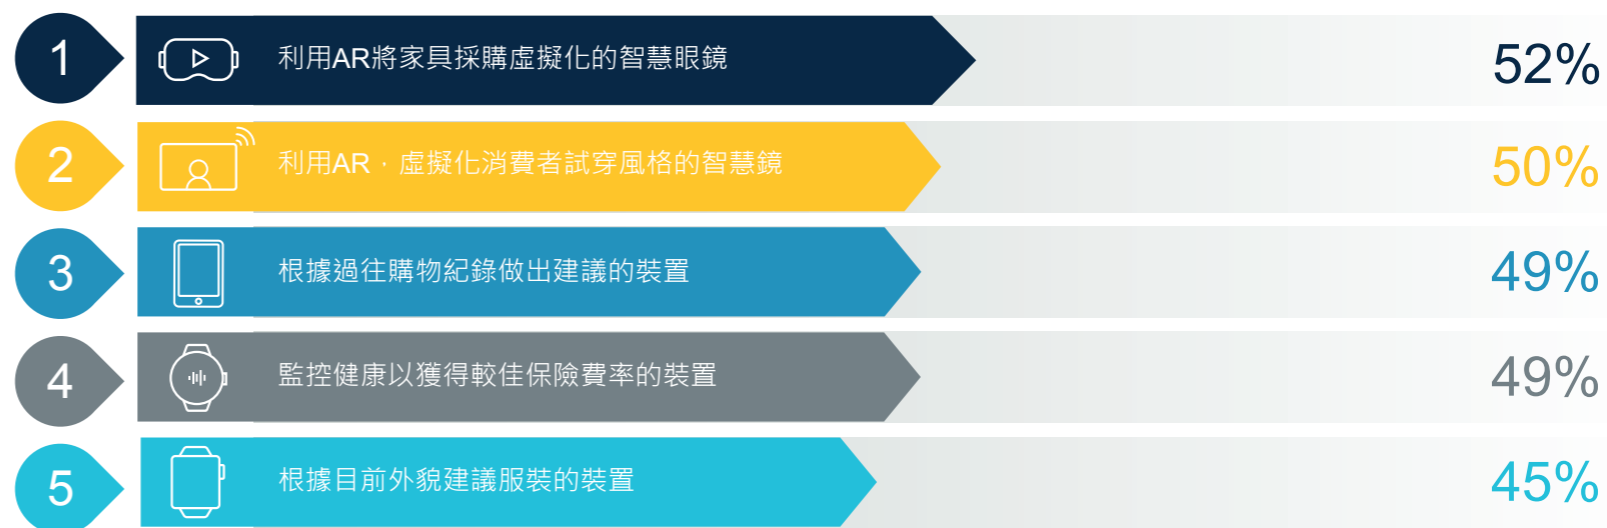 1 利用AR將家具採購虛擬化的智慧眼鏡 52%
2 利用AR，虛擬化消費者試穿風格的智慧鏡 50%
3 根據過往購物紀錄做出建議的裝置 49%
4 監控健康以獲得較佳保險費率的裝置 49%
5 根據目前外貌建議服裝的裝置 45%